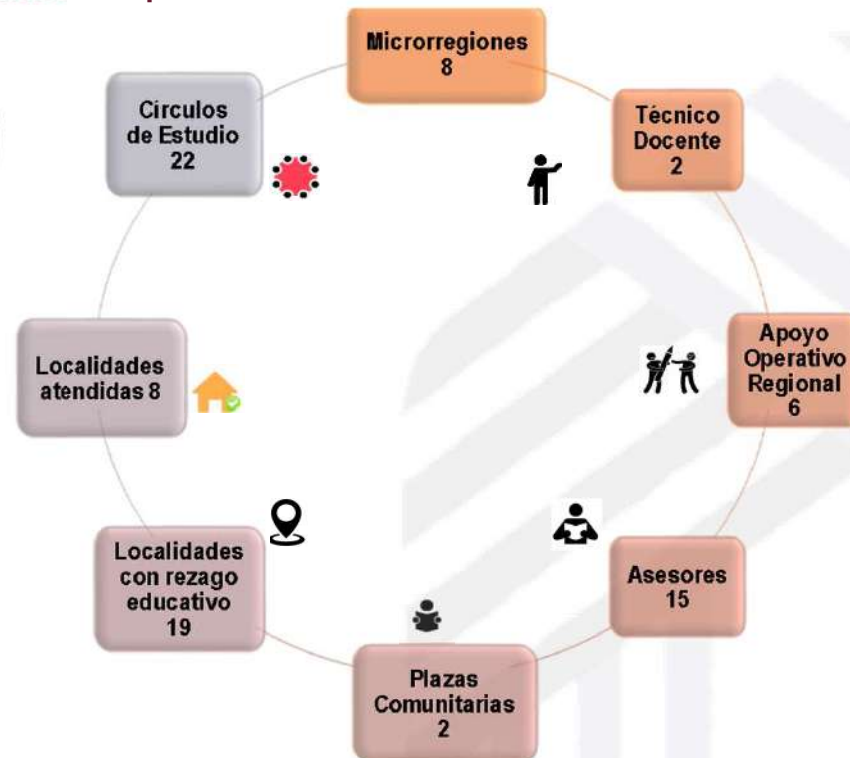 Microrregiones
8
Técnico
Docente
2
Apoyo
Operativo
Regional
6
Asesores
15
Plazas
Comunitarias
2
Localidades
con rezago
educativo
19
Localidades
atendidas 8
Círculos
de Estudio
22